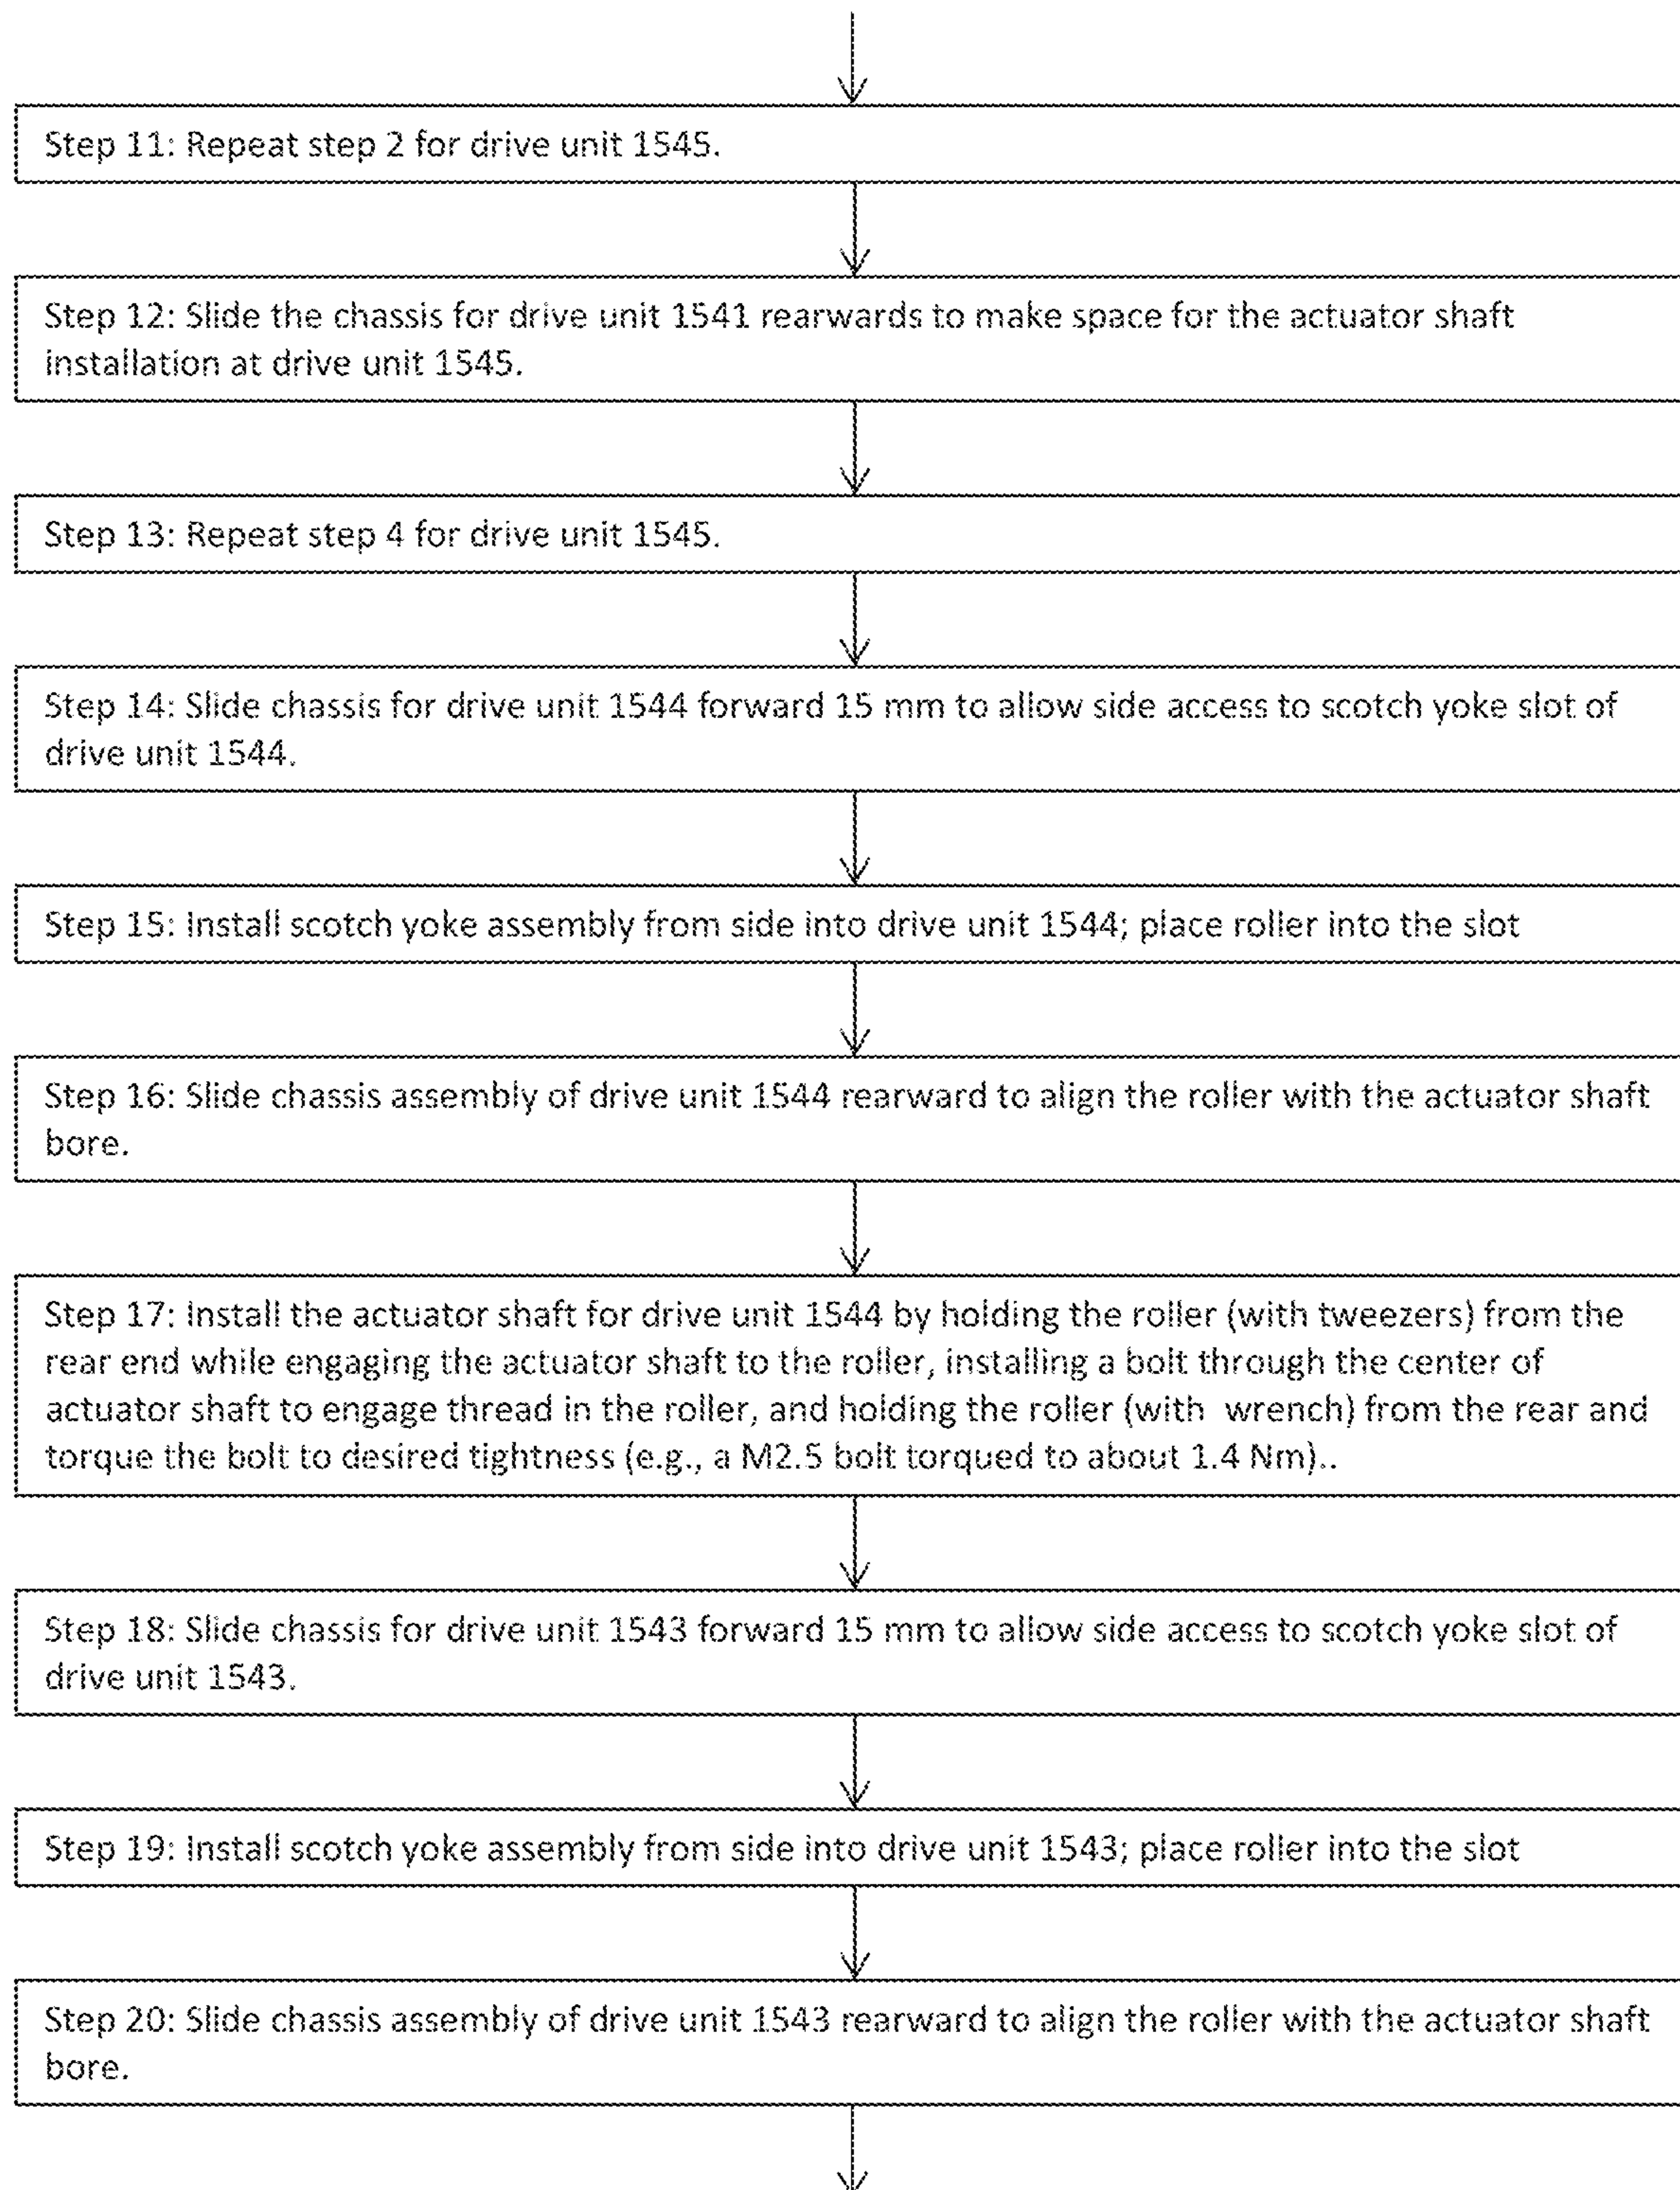 Step 11: Repeat step 2 for drive unit 1545.
Step 12: Slide the chassis for drive unit 1541 rearwards to make space for the actuator shaft
installation at drive unit 1545.
Step 13: Repeat step 4 for drive unit 1545.
Step 14: Slide chassis for drive unit 1544 forward 15 mm to allow side access to scotch yoke slot of
drive unit 1544.
Step 15: Install scotch yoke assembly from side into drive unit 1544; place roller into the slot
Step 16: Slide chassis assembly of drive unit 1544 rearward to align the roller with the actuator shaft
bore.
Step 17: Install the actuator shaft for drive unit 1544 by holding the roller (with tweezers) from the
rear end while engaging the actuator shaft to the roller, installing a bolt through the center of
actuator shaft to engage thread in the roller, and holding the roller (with  wrench) from the rear and
torque the bolt to desired tightness (e.g., a M2.5 bolt torqued to about 1.4 Nm)..
Step 18: Slide chassis for drive unit 1543 forward 15 mm to allow side access to scotch yoke slot of
drive unit 1543.
Step 19: Install scotch yoke assembly from side into drive unit 1543; place roller into the slot
Step 20: Slide chassis assembly of drive unit 1543 rearward to align the roller with the actuator shaft
bore.